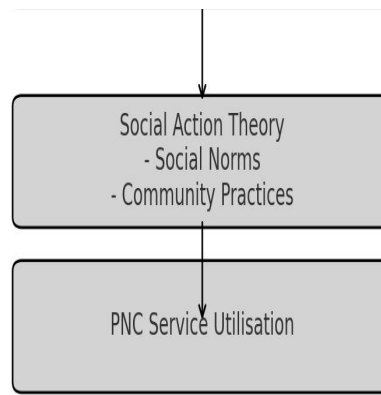 Social Action Theory
- Social Norms
- Community Practices
PNC Service Utilisation